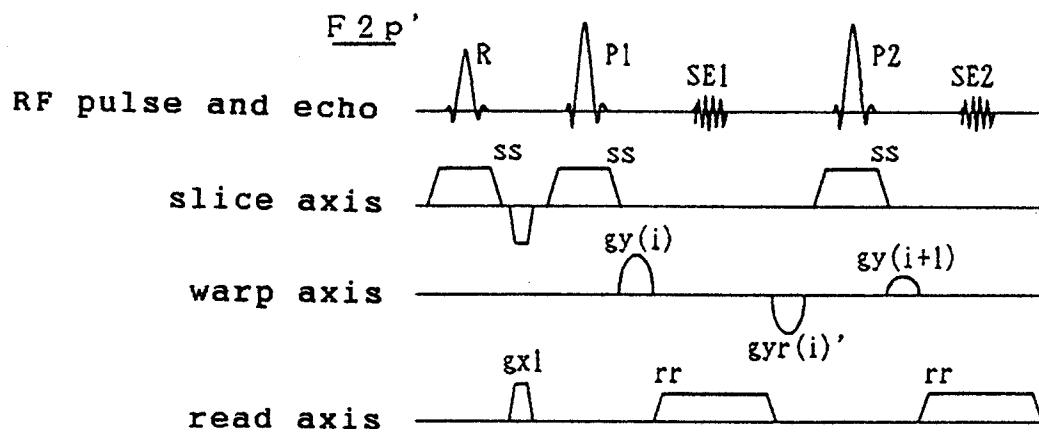 F2p'
R P1 SE1 P2 SE2
RF pulse and echo
ss ss ss
slice axis
gy(i) gy(i+1)
warp axis
gyr(i)'
gx1 rr rr
read axis